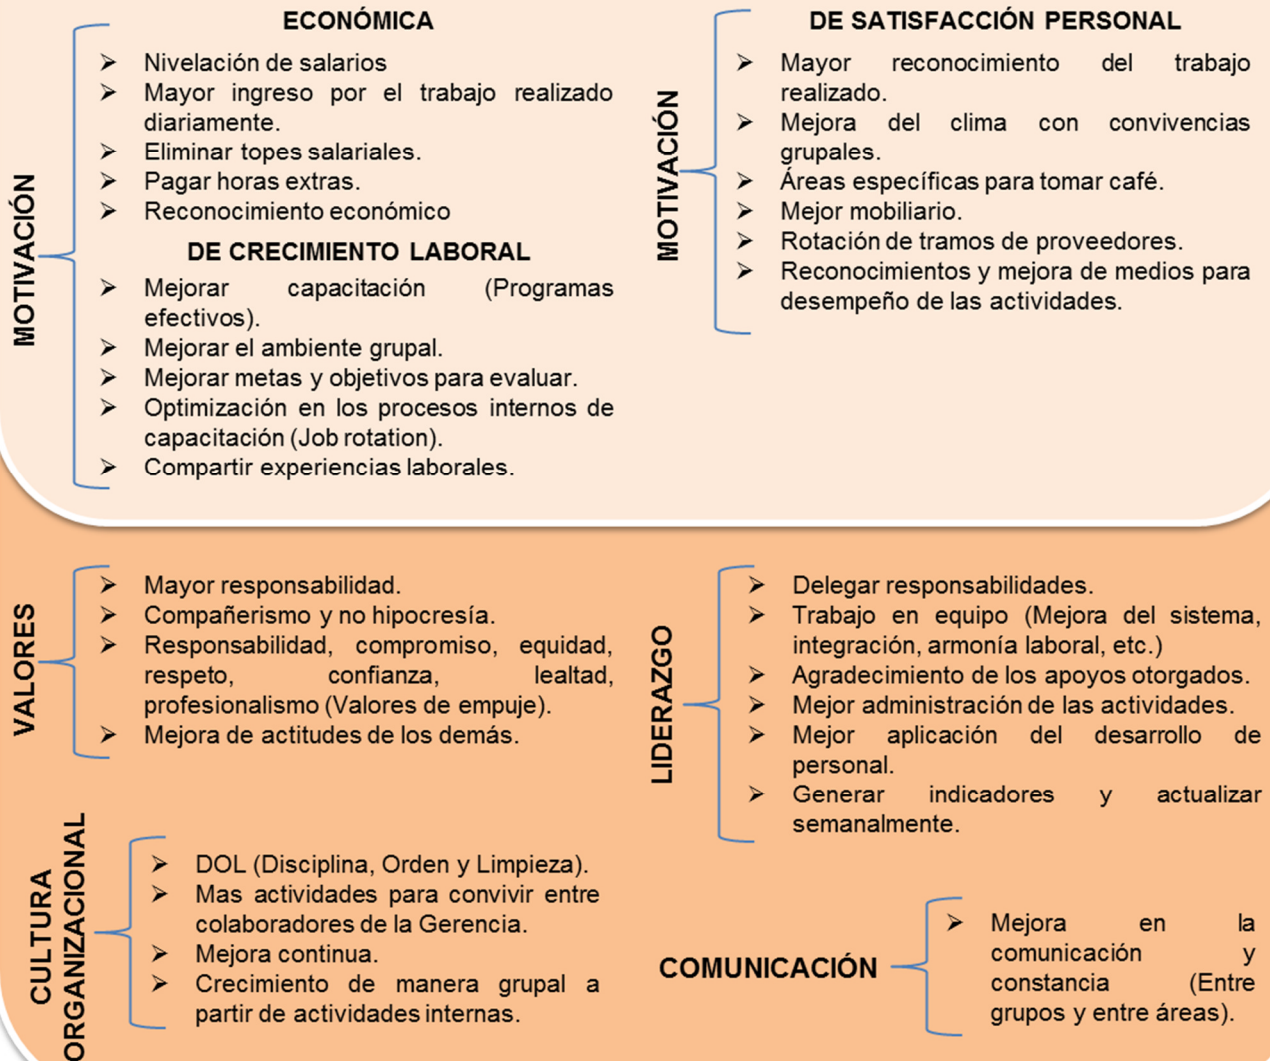 MOTIVACIÓN
ECONÓMICA
➤ Nivelación de salarios
➤ Mayor ingreso por el trabajo realizado
diariamente.
➤ Eliminar topes salariales.
➤ Pagar horas extras.
➤ Reconocimiento económico
DE CRECIMIENTO LABORAL
➤ Mejorar capacitación (Programas
efectivos).
➤ Mejorar el ambiente grupal.
➤ Mejorar metas y objetivos para evaluar.
➤ Optimización en los procesos internos de
capacitación (Job rotation).
➤ Compartir experiencias laborales.
MOTIVACIÓN
DE SATISFACCIÓN PERSONAL
➤ Mayor reconocimiento del trabajo
realizado.
➤ Mejora del clima con convivencias
grupales.
➤ Áreas específicas para tomar café.
➤ Mejor mobiliario.
➤ Rotación de tramos de proveedores.
➤ Reconocimientos y mejora de medios para
desempeño de las actividades.
VALORES
➤ Mayor responsabilidad.
➤ Compañerismo y no hipocresía.
➤ Responsabilidad, compromiso, equidad,
respeto, confianza, lealtad,
profesionalismo (Valores de empuje).
➤ Mejora de actitudes de los demás.
LIDERAZGO
➤ Delegar responsabilidades.
➤ Trabajo en equipo (Mejora del sistema,
integración, armonía laboral, etc.)
➤ Agradecimiento de los apoyos otorgados.
➤ Mejor administración de las actividades.
➤ Mejor aplicación del desarrollo de
personal.
➤ Generar indicadores y actualizar
semanalmente.
CULTURA
ORGANIZACIONAL
➤ DOL (Disciplina, Orden y Limpieza).
➤ Mas actividades para convivir entre
colaboradores de la Gerencia.
➤ Mejora continua.
➤ Crecimiento de manera grupal a
partir de actividades internas.
COMUNICACIÓN
➤ Mejora en la
comunicación y
constancia (Entre
grupos y entre áreas).